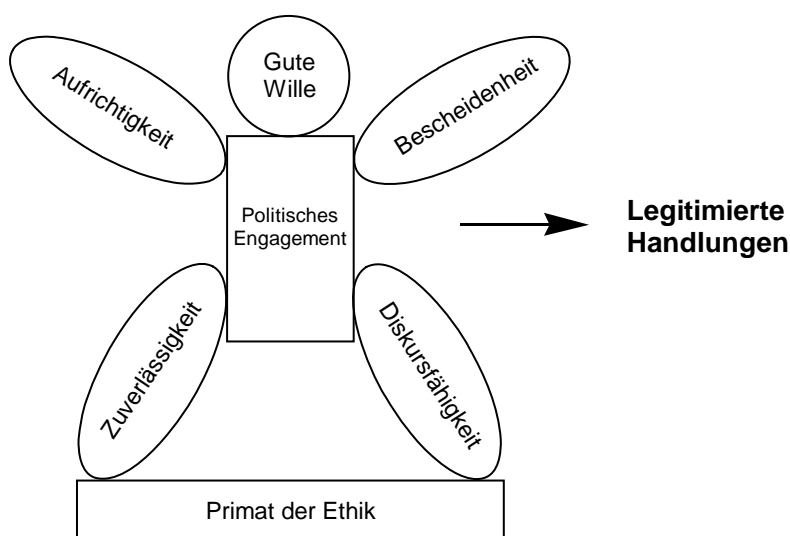 Gute
Wille
Aufrichtigkeit
Bescheidenheit
Politisches
Engagement
Legitimierte
Handlungen
Zuverlässigkeit
Diskursfähigkeit
Primat der Ethik